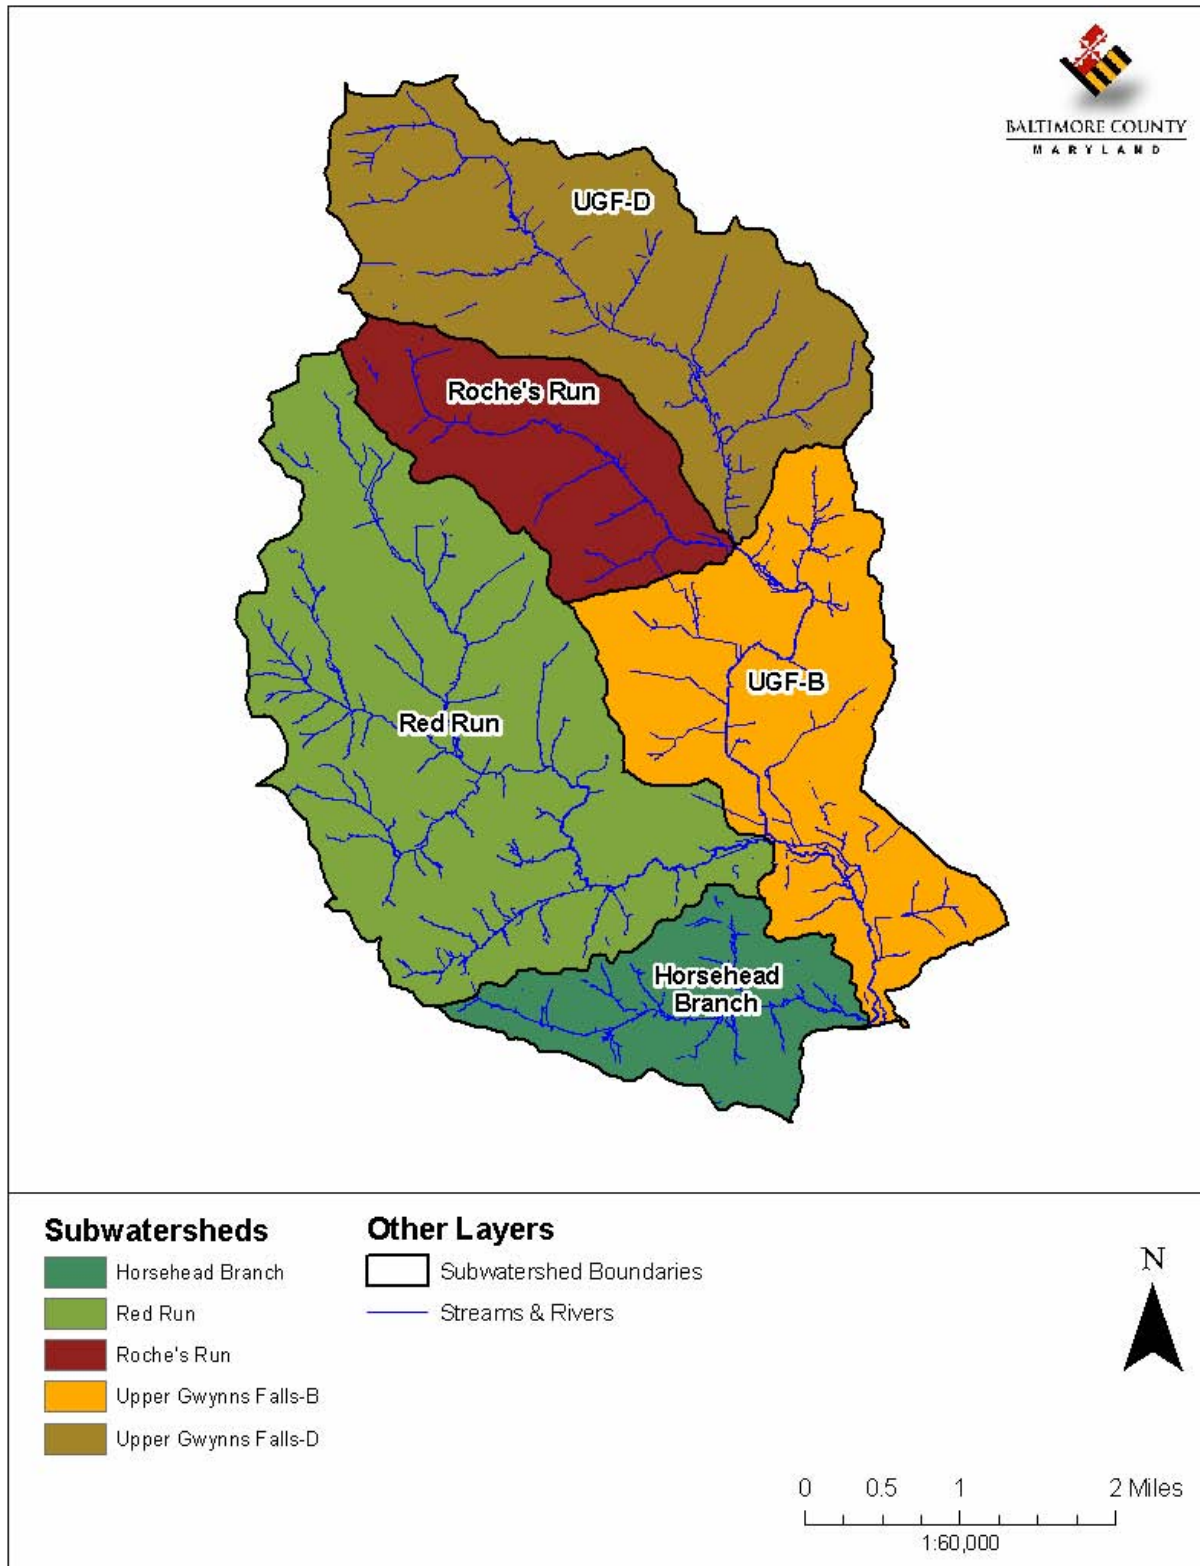 BALTIMORE COUNTY
MARYLAND
UGF-D
Roche's Run
UGF-B
Red Run
Horsehead
Branch
Subwatersheds
Horsehead Branch
Red Run
Roche's Run
Upper Gwynns Falls-B
Upper Gwynns Falls-D
Other Layers
Subwatershed Boundaries
Streams & Rivers
N
0 0.5 1 2 Miles
1:60,000